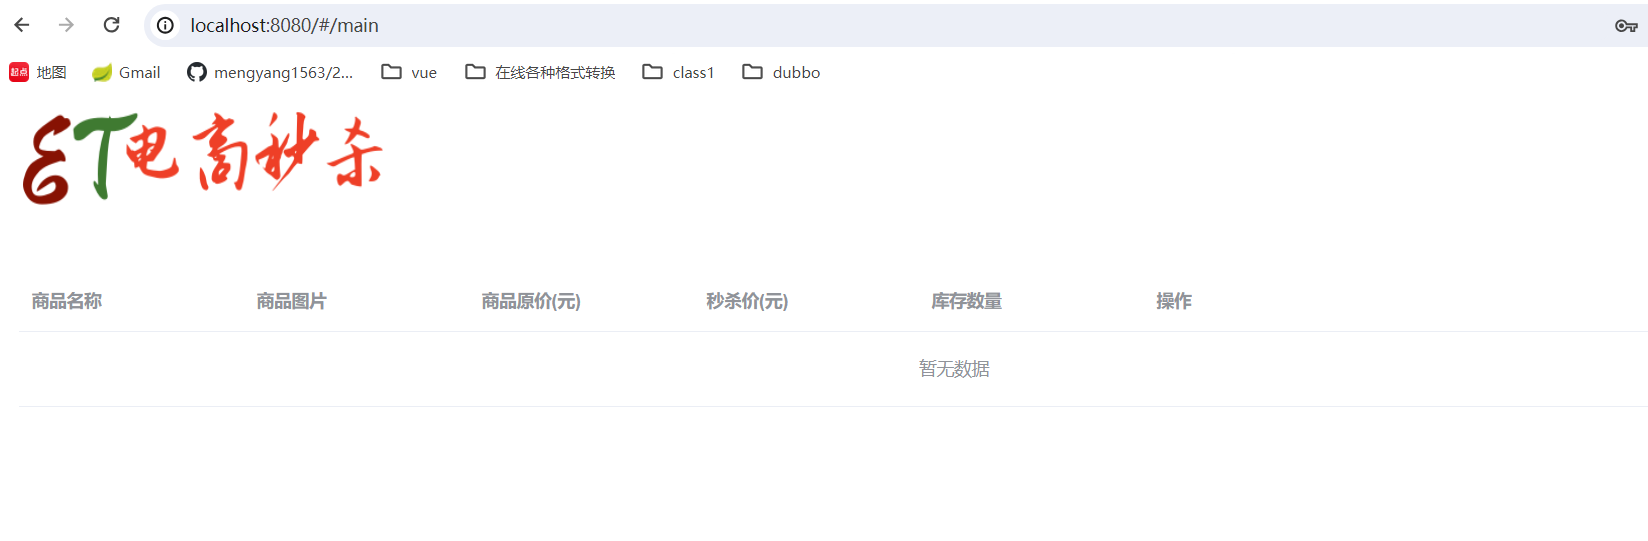 localhost:8080/#/main
起点 地图 Gmail mengyang1563/2... vue 在线各种格式转换 class1 dubbo
ET电商秒杀
商品名称 商品图片 商品原价(元) 秒杀价(元) 库存数量 操作
暂无数据